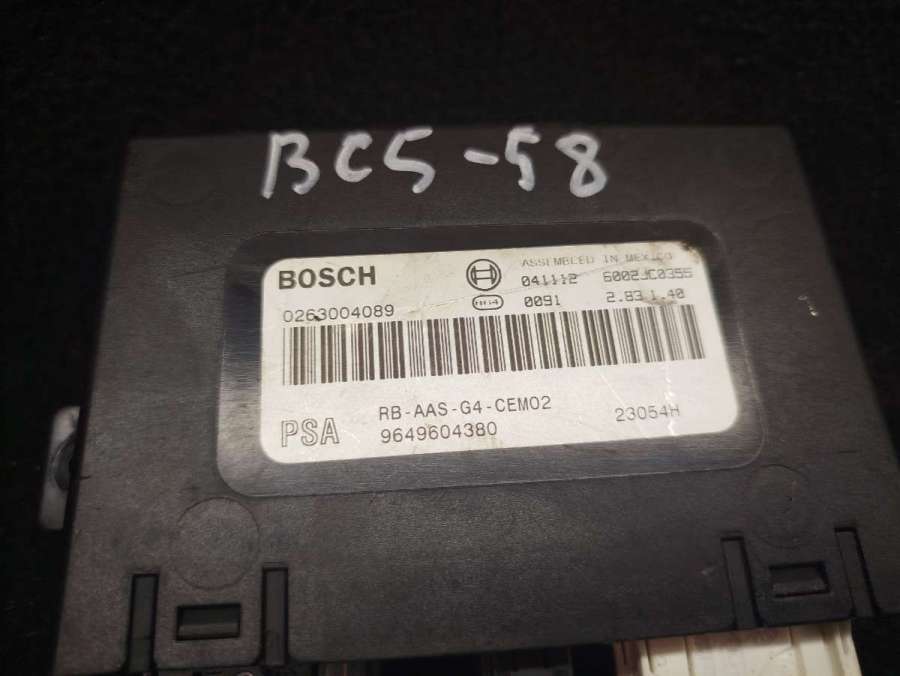 BC5-58
BOSCH
ASSEMBLED IN MEXICO
041112 6002JC0355
0263004089
0091 2.83 1.40
RB-AAS-G4-CEM02
23054H
PSA
9649604380